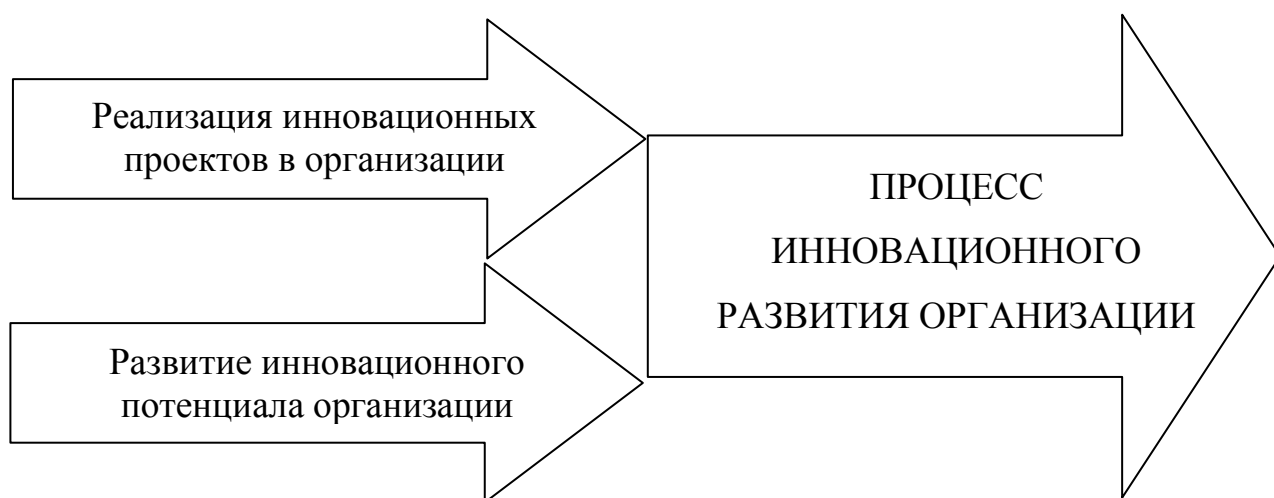 Реализация инновационных
проектов в организации
Развитие инновационного
потенциала организации
ПРОЦЕСС
ИННОВАЦИОННОГО
РАЗВИТИЯ ОРГАНИЗАЦИИ